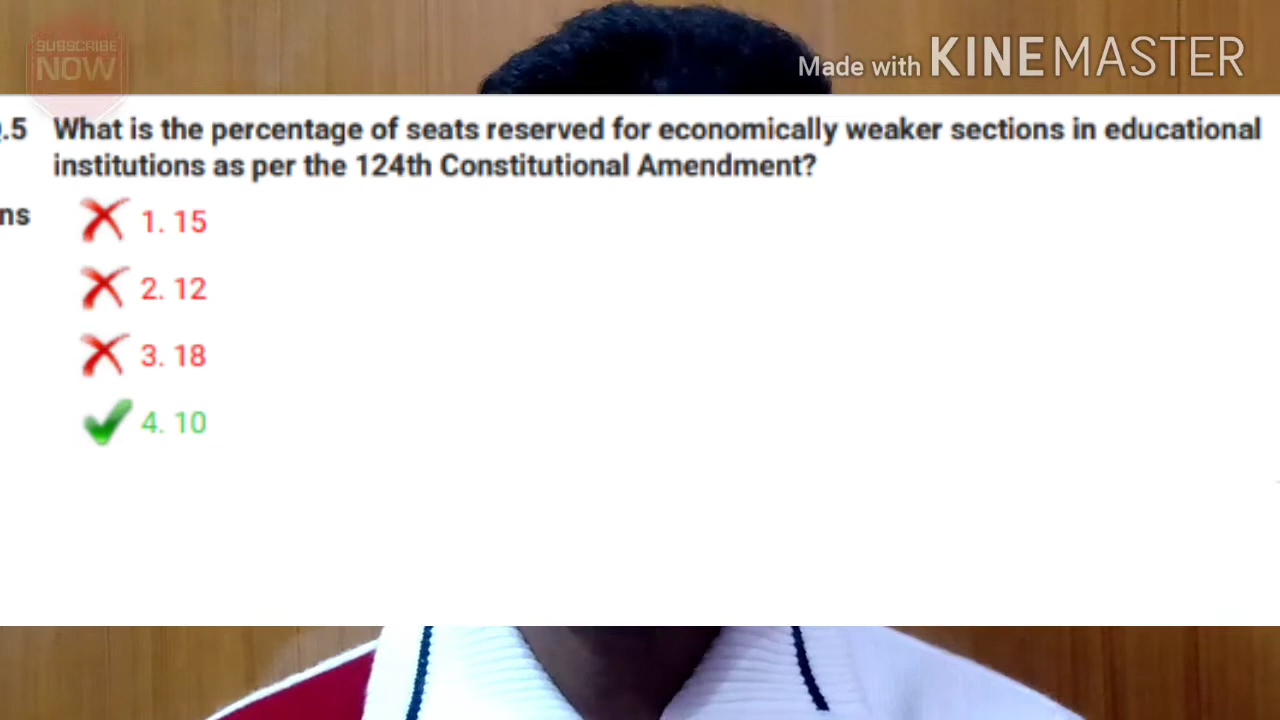 SUBSCRIBE
NOW
Made with KINEMASTER
.5 What is the percentage of seats reserved for economically weaker sections in educational
institutions as per the 124th Constitutional Amendment?
ns
1. 15
2. 12
3. 18
4. 10